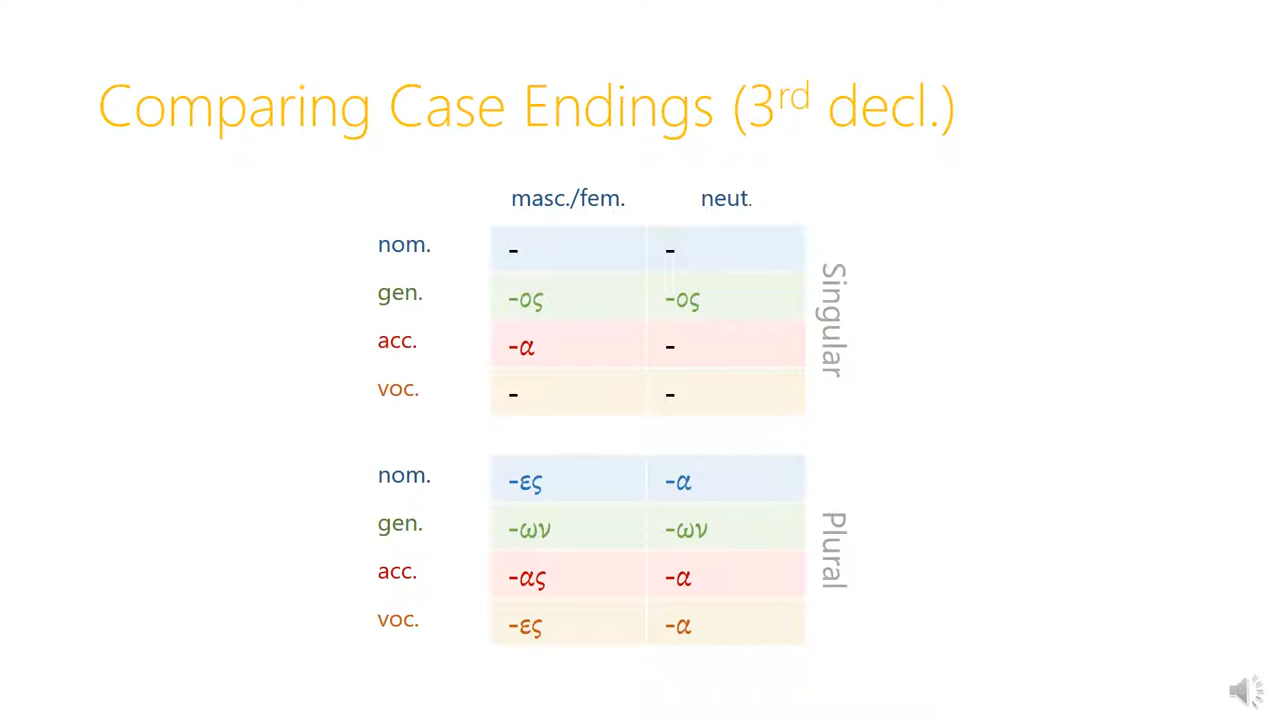 Comparing Case Endings (3rd decl.)
masc./fem. neut.
nom. - -
gen. -ος -ος
acc. -α -
voc. - -
Singular
nom. -ες -α
gen. -ων -ων
acc. -ας -α
voc. -ες -α
Plural